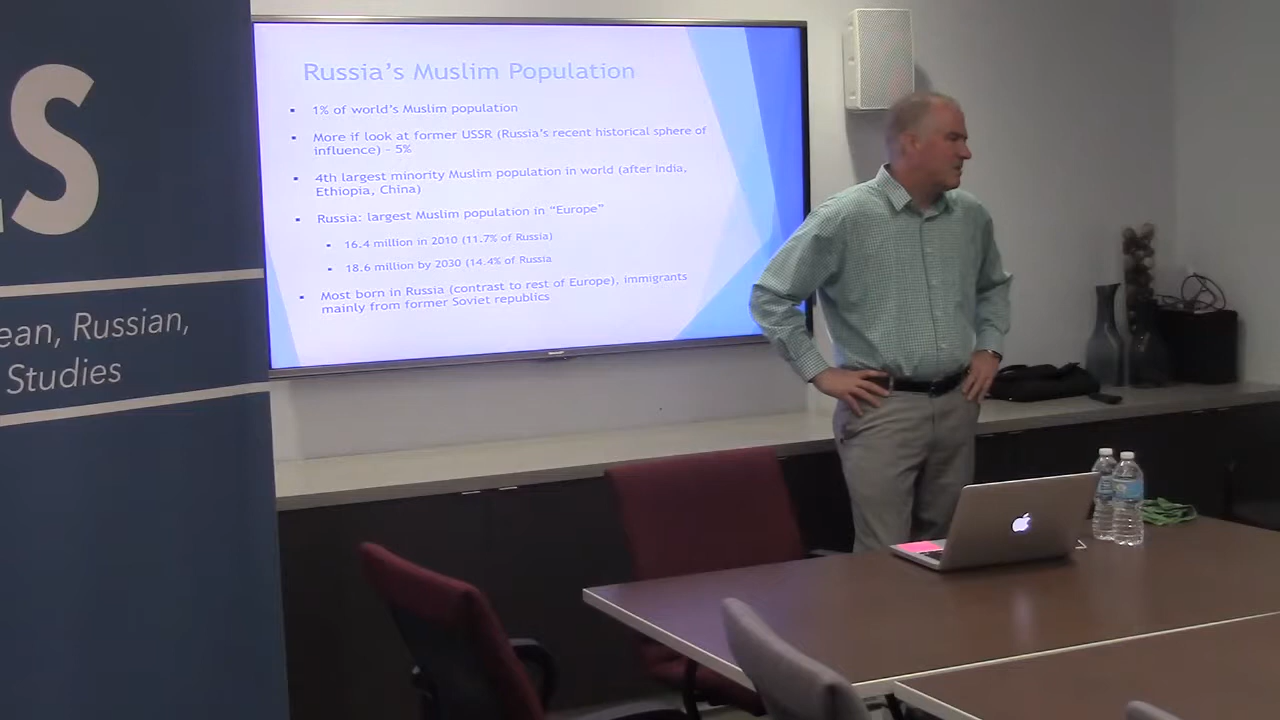 S
ean, Russian,
Studies
Russia's Muslim Population
▪ 1% of world's Muslim population
▪ More if look at former USSR (Russia's recent historical sphere of
influence) – 5%
▪ 4th largest minority Muslim population in world (after India,
Ethiopia, China)
▪ Russia: largest Muslim population in “Europe”
▪ 16.4 million in 2010 (11.7% of Russia)
▪ 18.6 million by 2030 (14.4% of Russia
▪ Most born in Russia (contrast to rest of Europe), immigrants
mainly from former Soviet republics